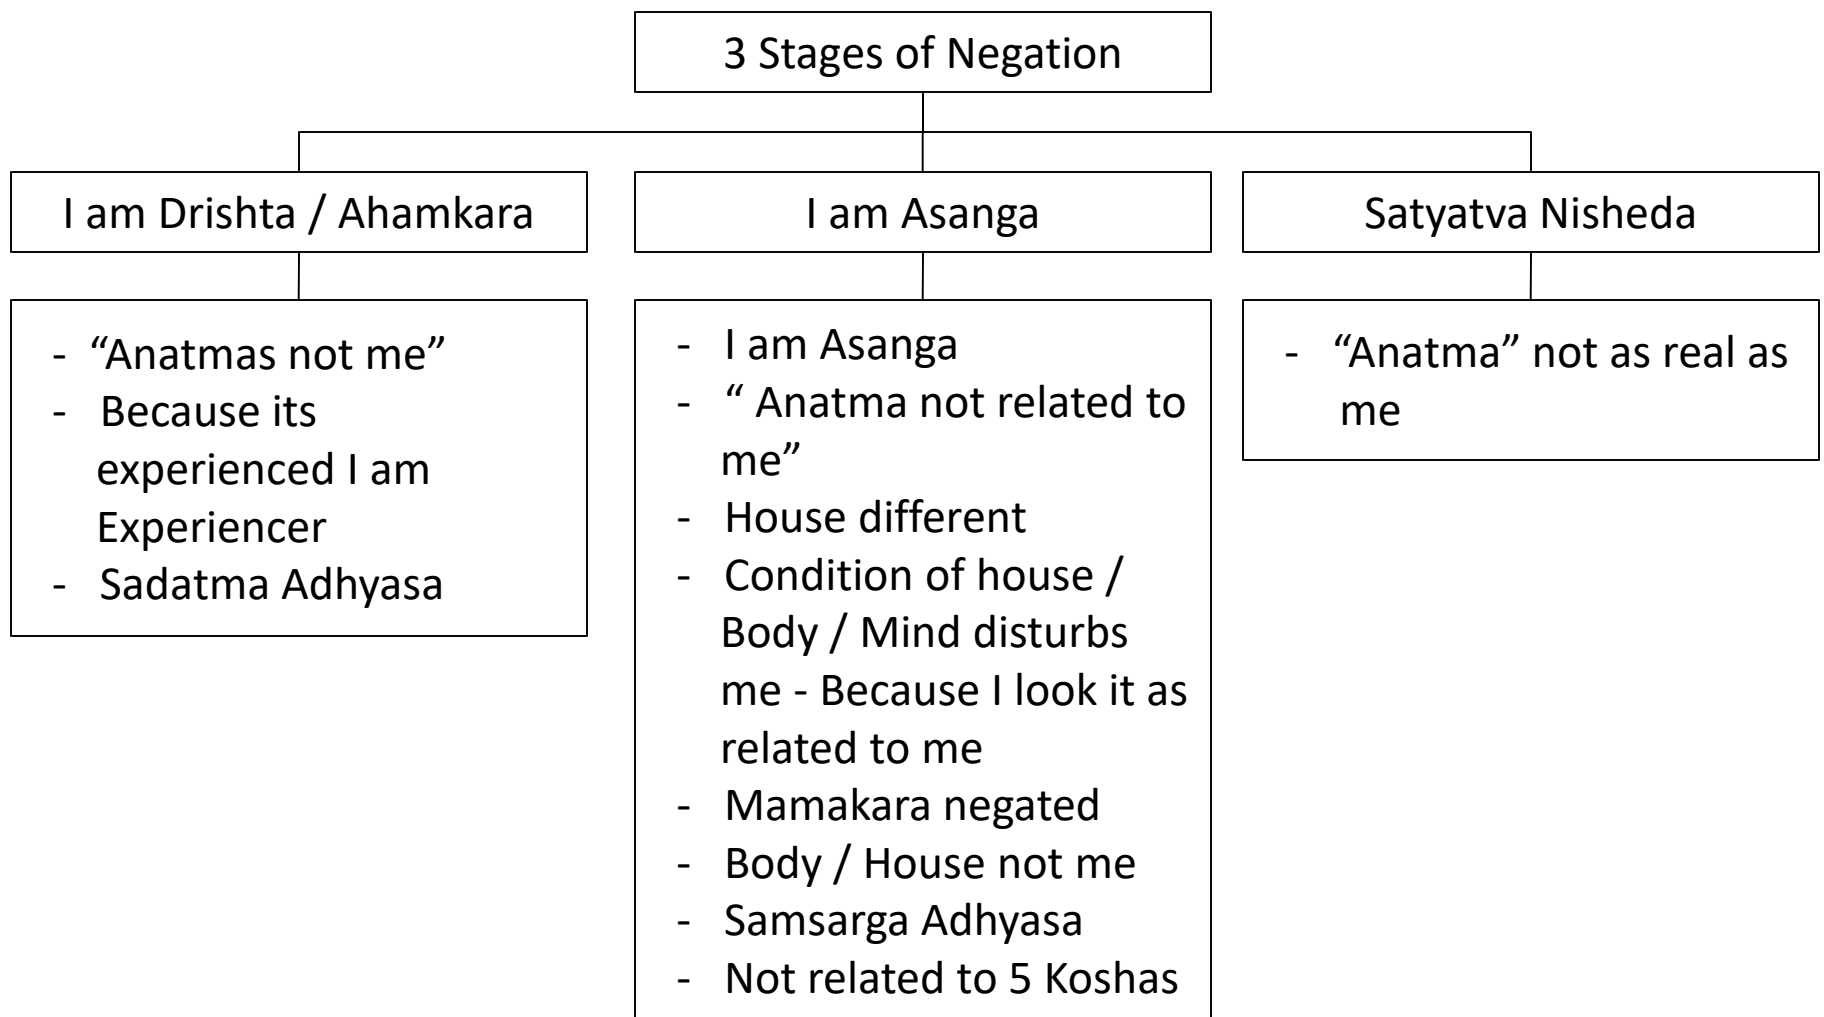 3 Stages of Negation
I am Drishta / Ahamkara
- “Anatmas not me”
- Because its
experienced I am
Experiencer
- Sadatma Adhyasa
I am Asanga
- I am Asanga
- “ Anatma not related to
me”
- House different
- Condition of house /
Body / Mind disturbs
me - Because I look it as
related to me
- Mamakara negated
- Body / House not me
- Samsarga Adhyasa
- Not related to 5 Koshas
Satyatva Nisheda
- “Anatma” not as real as
me